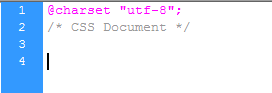 1 @charset "utf-8";
2 /* CSS Document */
3
4